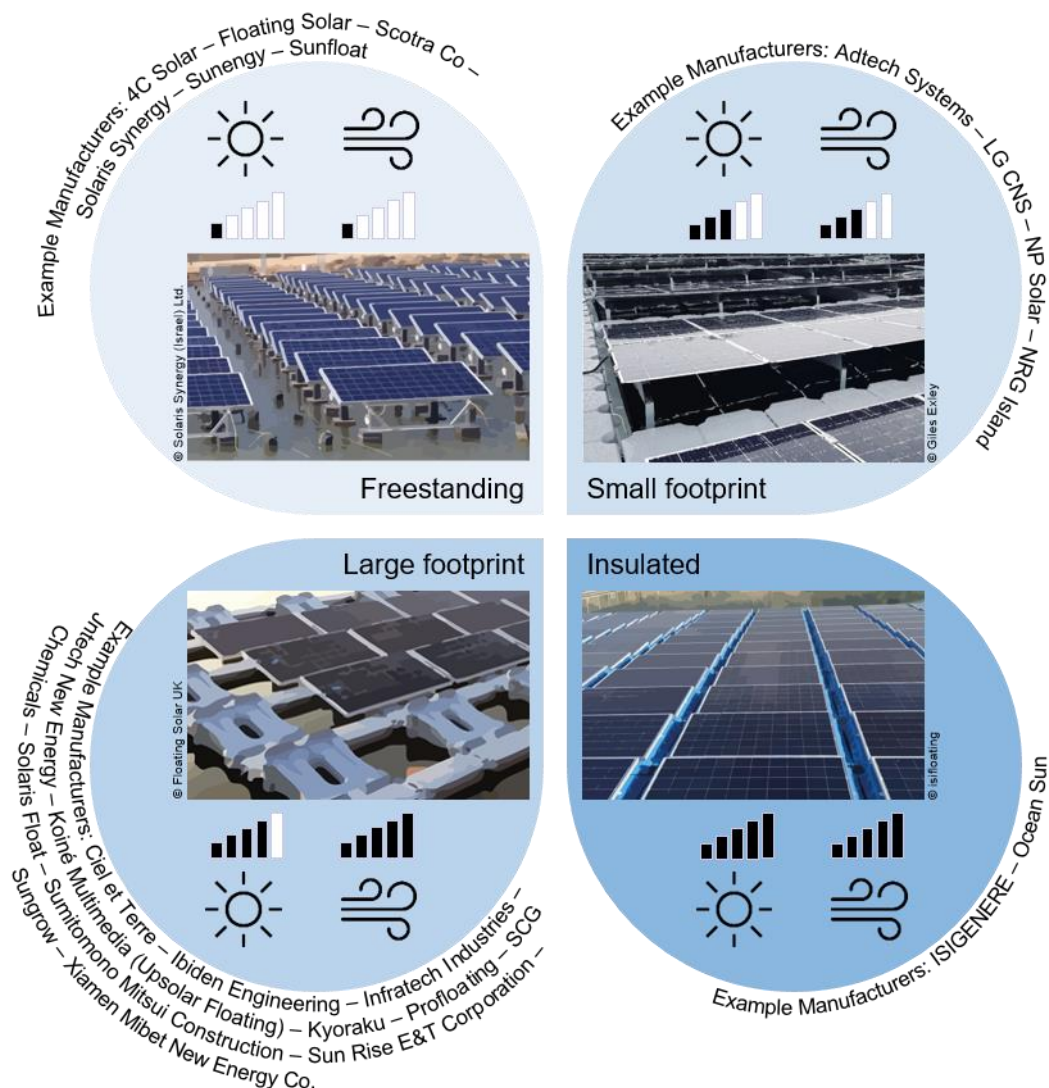 Example Manufacturers: 4C Solar – Floating Solar – Scotra Co –
Solaris Synergy – Sunengy – Sunfloat
© Solaris Synergy (Israel) Ltd.
Freestanding
Example Manufacturers: Adtech Systems – LG CNS – NP Solar – NRG Island
© Giles Exley
Small footprint
Large footprint
© Floating Solar UK
Example Manufacturers: Ciel et Terre – Ibiden Engineering – Infratech Industries –
Jntech New Energy – Koiné Multimedia (Upsolar Floating) – Kyoraku – Profloating – SCG
Chemicals – Solaris Float – Sumitomono Mitsui Construction – Sun Rise E&T Corporation –
Sungrow – Xiamen Mibet New Energy Co.
Insulated
© isifloating
Example Manufacturers: ISIGENERE – Ocean Sun